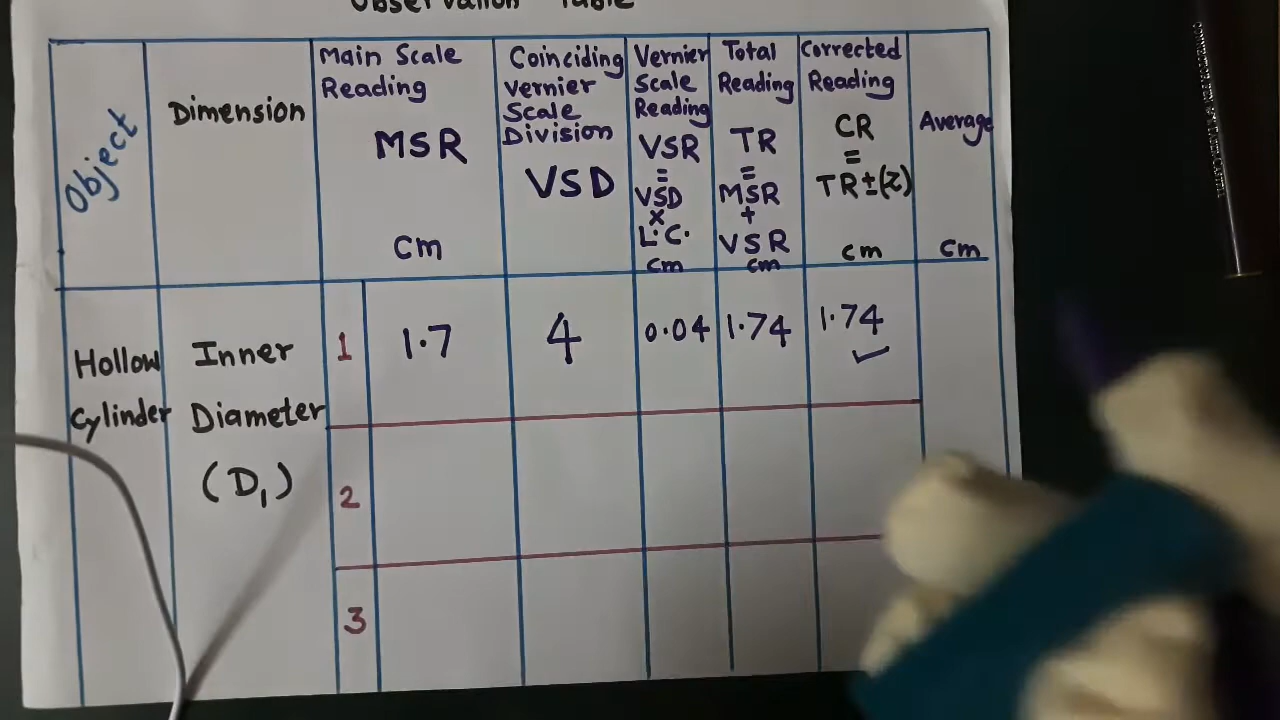 Observation Table
Object
Dimension
Main Scale
Reading
MSR
cm
Coinciding
Vernier
Scale
Division
VSD
Vernier
Scale
Reading
VSR
=
VSD
×
L.C.
cm
Total
Reading
TR
=
MSR
+
VSR
cm
Corrected
Reading
CR
=
TR±(z)
cm
Average
cm
Hollow
Cylinder
Inner
Diameter
(D₁)
1
1.7
4
0.04
1.74
1.74
2
3